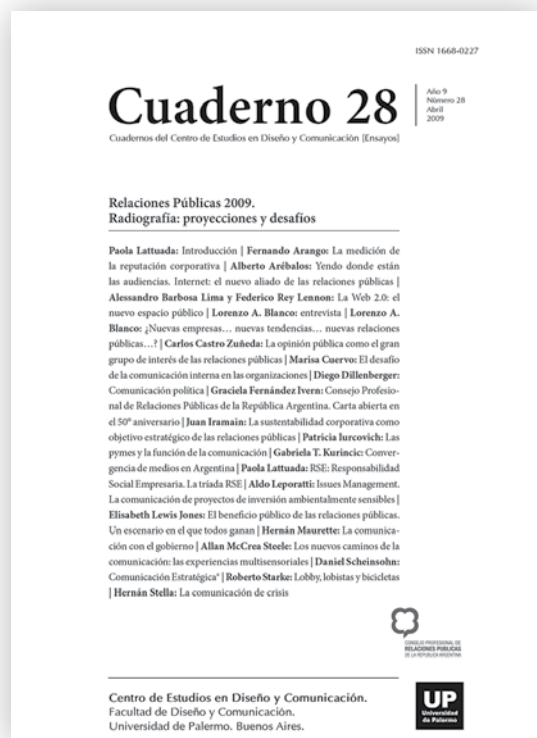 ISSN 1668-0227
Cuaderno 28
Año 9
Número 28
Abril
2009
Cuadernos del Centro de Estudios en Diseño y Comunicación [Ensayos]
Relaciones Públicas 2009.
Radiografía: proyecciones y desafíos
Paola Lattuada: Introducción | Fernando Arango: La medición de
la reputación corporativa | Alberto Arébalos: Yendo donde están
las audiencias. Internet: el nuevo aliado de las relaciones públicas |
Alessandro Barbosa Lima y Federico Rey Lennon: La Web 2.0: el
nuevo espacio público | Lorenzo A. Blanco: entrevista | Lorenzo A.
Blanco: ¿Nuevas empresas… nuevas tendencias… nuevas relaciones
públicas…? | Carlos Castro Zuñeda: La opinión pública como el gran
grupo de interés de las relaciones públicas | Marisa Cuervo: El desafío
de la comunicación interna en las organizaciones | Diego Dillenberger:
Comunicación política | Graciela Fernández Ivern: Consejo Profesio-
nal de Relaciones Públicas de la República Argentina. Carta abierta en
el 50º aniversario | Juan Iramain: La sustentabilidad corporativa como
objetivo estratégico de las relaciones públicas | Patricia Iurcovich: Las
pymes y la función de la comunicación | Gabriela T. Kurincic: Conver-
gencia de medios en Argentina | Paola Lattuada: RSE: Responsabilidad
Social Empresaria. La tríada RSE | Aldo Leporatti: Issues Management.
La comunicación de proyectos de inversión ambientalmente sensibles |
Elisabeth Lewis Jones: El beneficio público de las relaciones públicas.
Un escenario en el que todos ganan | Hernán Maurette: La comunica-
ción con el gobierno | Allan McCrea Steele: Los nuevos caminos de la
comunicación: las experiencias multisensoriales | Daniel Scheinsohn:
Comunicación Estratégica® | Roberto Starke: Lobby, lobistas y bicicletas
| Hernán Stella: La comunicación de crisis
CONSEJO PROFESIONAL DE
RELACIONES PUBLICAS
DE LA REPUBLICA ARGENTINA
Centro de Estudios en Diseño y Comunicación.
Facultad de Diseño y Comunicación.
Universidad de Palermo. Buenos Aires.
UP
Universidad
de Palermo